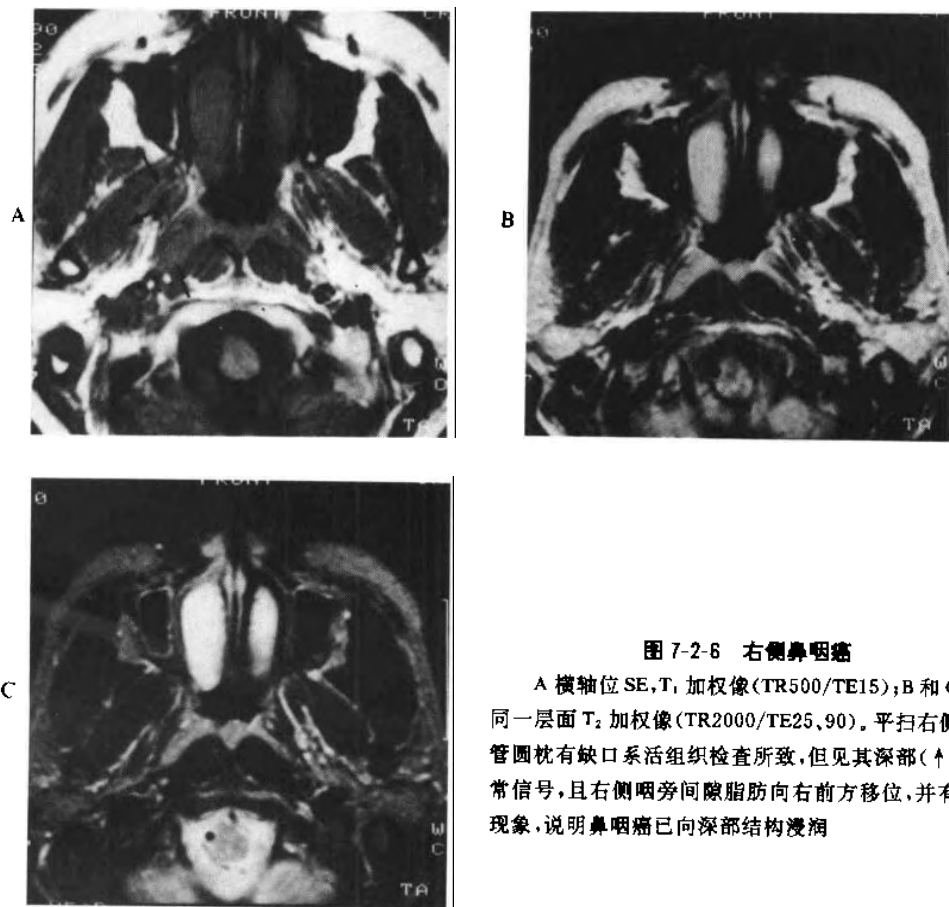 FRONT
90
A
W
TA
FRONT
B
TA
FRONT
0
C
W
C
TA
图 7-2-6 右侧鼻咽癌
A 横轴位 SE,T₁ 加权像(TR500/TE15);B 和
同一层面 T₂ 加权像(TR2000/TE25、90)。平扫右侧
管圆枕有缺口系活组织检查所致,但见其深部(↑
常信号,且右侧咽旁间隙脂肪向右前方移位,并有
现象,说明鼻咽癌已向深部结构浸润